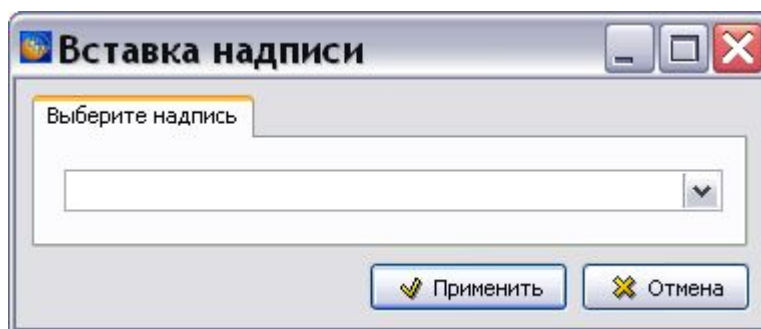 Вставка надписи
Выберите надпись
Применить
Отмена